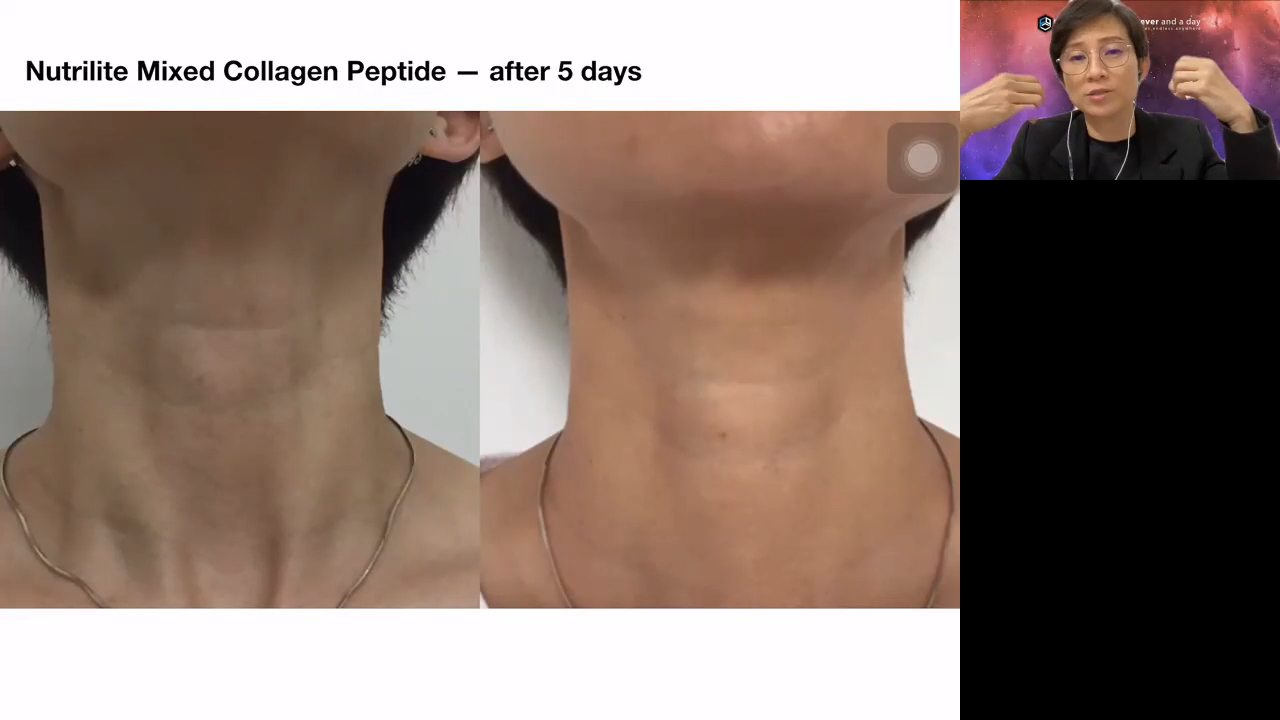 Nutrilite Mixed Collagen Peptide — after 5 days
ever and a day